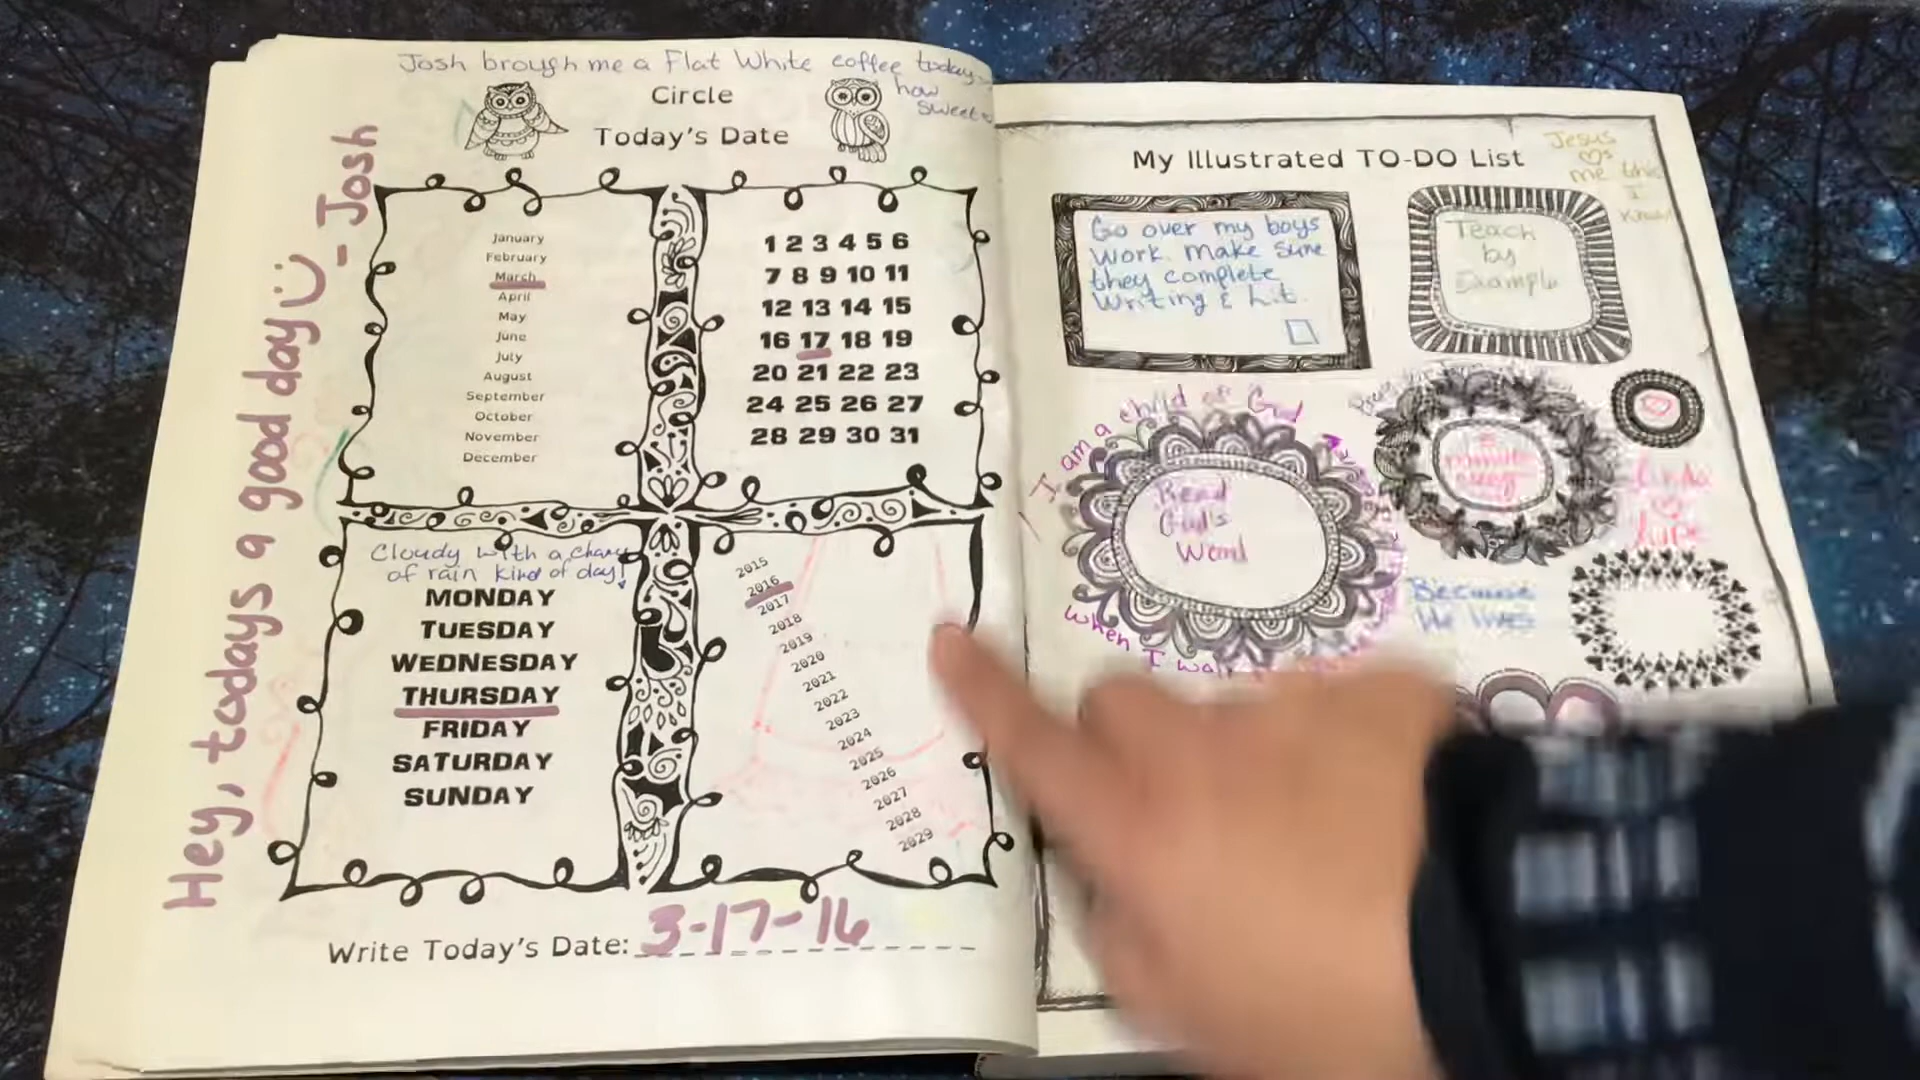 Josh brough me a Flat White coffee today
how
sweet
Circle
Today's Date
Hey, todays a good day - Josh
January
February
March
April
May
June
July
August
September
October
November
December
1 2 3 4 5 6
7 8 9 10 11
12 13 14 15
16 17 18 19
20 21 22 23
24 25 26 27
28 29 30 31
Cloudy with a
of rain kind of day!
MONDAY
TUESDAY
WEDNESDAY
THURSDAY
FRIDAY
SATURDAY
SUNDAY
2015
2016
2017
2018
2019
2020
2021
2022
2023
2024
2025
2026
2027
2028
2029
Write Today's Date: 3-17-16
My Illustrated TO-DO List
Jesus
me this
I
Know
Go over my boys
Work. Make sure
they complete
Writing & Lit.
Teach
by
Example
I am a child of God
Read
God's
Word
When I
Because
He lives